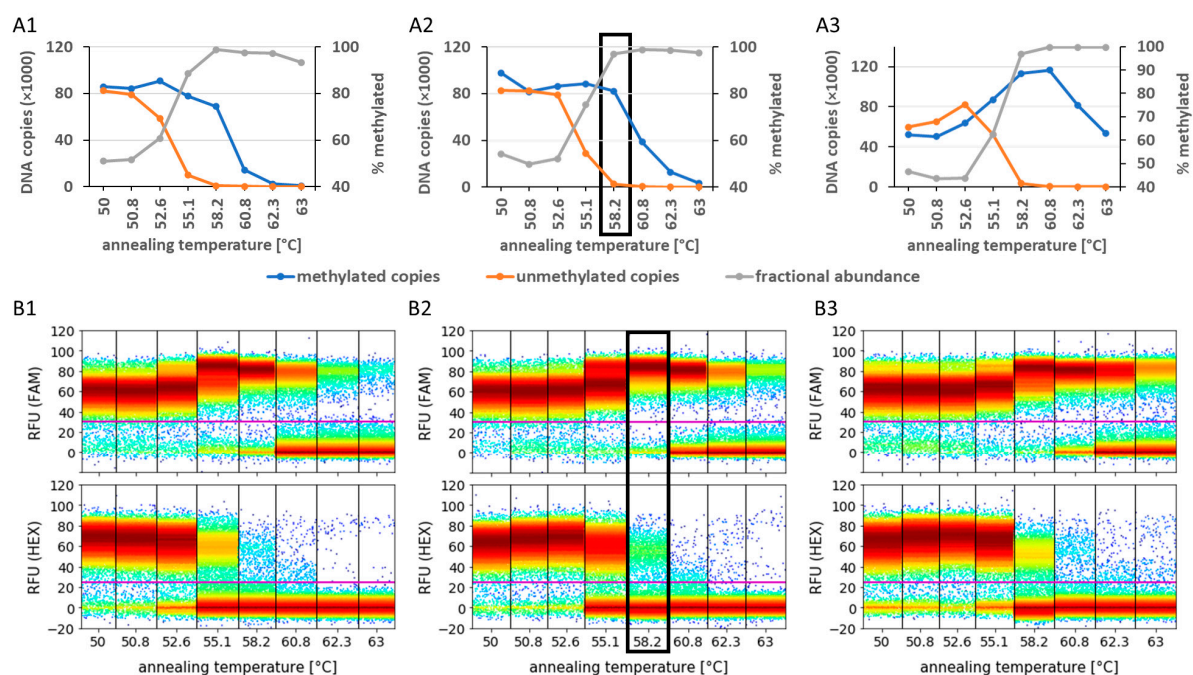 A1
A2
A3
DNA copies (×1000)
120
80
40
0
100
80
60
40
% methylated
50 50.8 52.6 55.1 58.2 60.8 62.3 63
annealing temperature [°C]
DNA copies (×1000)
120
80
40
0
100
80
60
40
% methylated
50 50.8 52.6 55.1 58.2 60.8 62.3 63
annealing temperature [°C]
DNA copies (×1000)
120
80
40
0
100
90
80
70
60
50
40
% methylated
50 50.8 52.6 55.1 58.2 60.8 62.3 63
annealing temperature [°C]
methylated copies unmethylated copies fractional abundance
B1
B2
B3
RFU (FAM)
120
100
80
60
40
20
0
RFU (HEX)
120
100
80
60
40
20
0
−20
50 50.8 52.6 55.1 58.2 60.8 62.3 63
annealing temperature [°C]
RFU (FAM)
120
100
80
60
40
20
0
RFU (HEX)
120
100
80
60
40
20
0
−20
50 50.8 52.6 55.1 58.2 60.8 62.3 63
annealing temperature [°C]
RFU (FAM)
120
100
80
60
40
20
0
RFU (HEX)
120
100
80
60
40
20
0
−20
50 50.8 52.6 55.1 58.2 60.8 62.3 63
annealing temperature [°C]